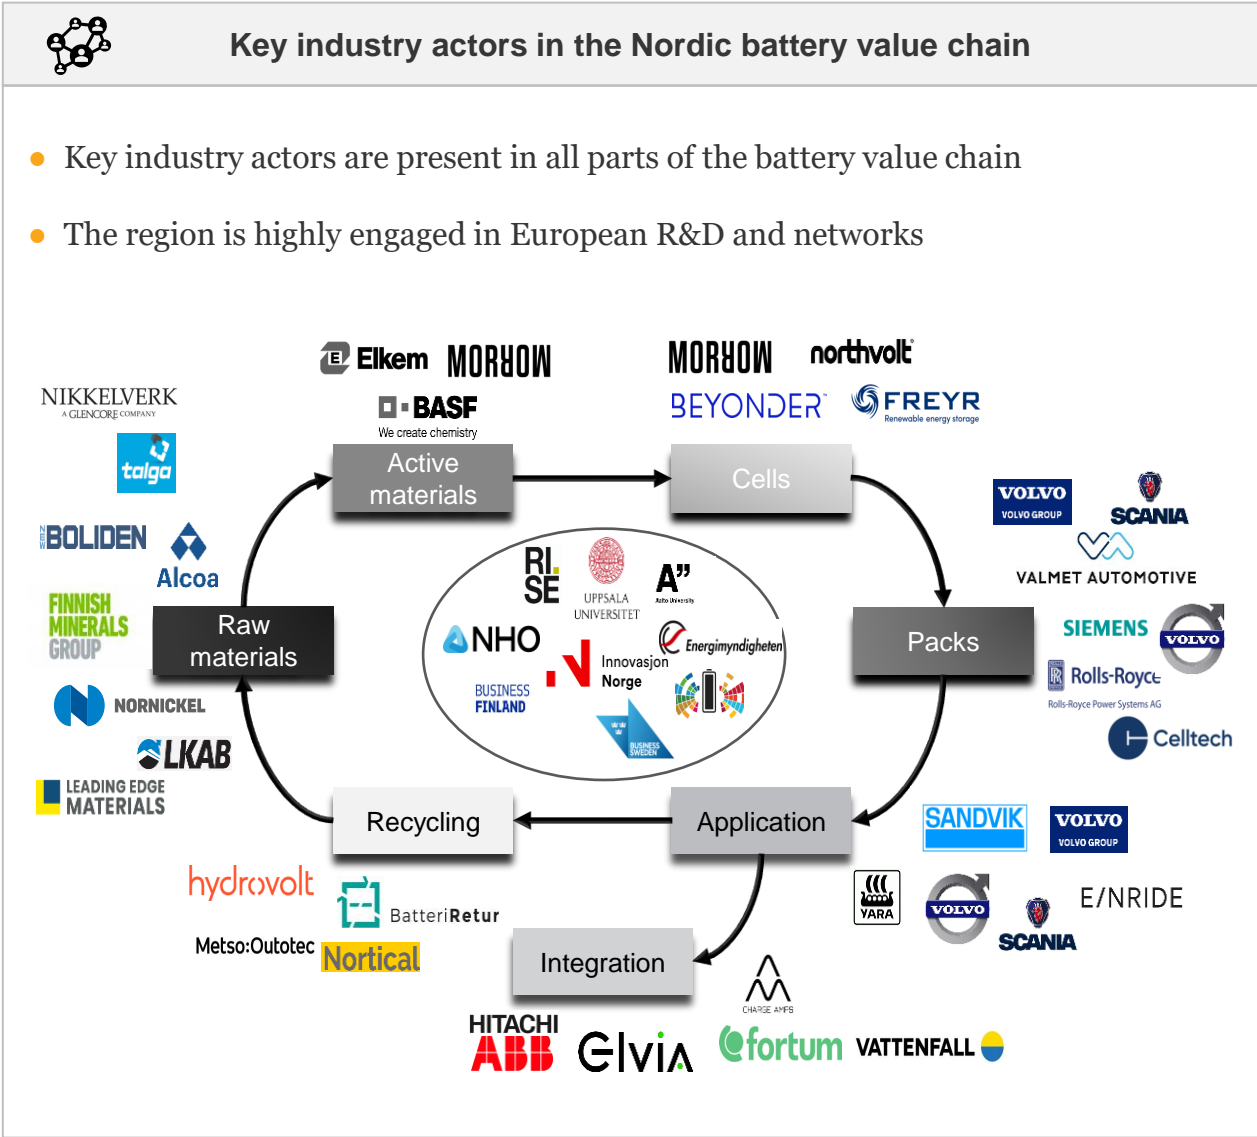 Key industry actors in the Nordic battery value chain
Key industry actors are present in all parts of the battery value chain
The region is highly engaged in European R&D and networks
Elkem
MORROW
BASF
We create chemistry
MORROW
northvolt
BEYONDER
FREYR
Renewable energy storage
NIKKELVERK
A GLENCORE COMPANY
talga
Active
materials
Cells
VOLVO
VOLVO GROUP
SCANIA
VALMET AUTOMOTIVE
NEW
BOLIDEN
Alcoa
FINNISH
MINERALS
GROUP
Raw
materials
RI.
SE
UPPSALA
UNIVERSITET
A"
Aalto University
NHO
Innovasjon
Norge
Energimyndigheten
BUSINESS
FINLAND
BUSINESS
SWEDEN
Packs
SIEMENS
VOLVO
Rolls-Royce
Rolls-Royce Power Systems AG
Celltech
NORNICKEL
LKAB
LEADING EDGE
MATERIALS
Recycling
Application
SANDVIK
VOLVO
VOLVO GROUP
YARA
VOLVO
SCANIA
E/NRIDE
hydrovolt
BatteriRetur
Metso:Outotec
Nortical
Integration
CHARGE AMPS
HITACHI
ABB
Elvia
fortum
VATTENFALL